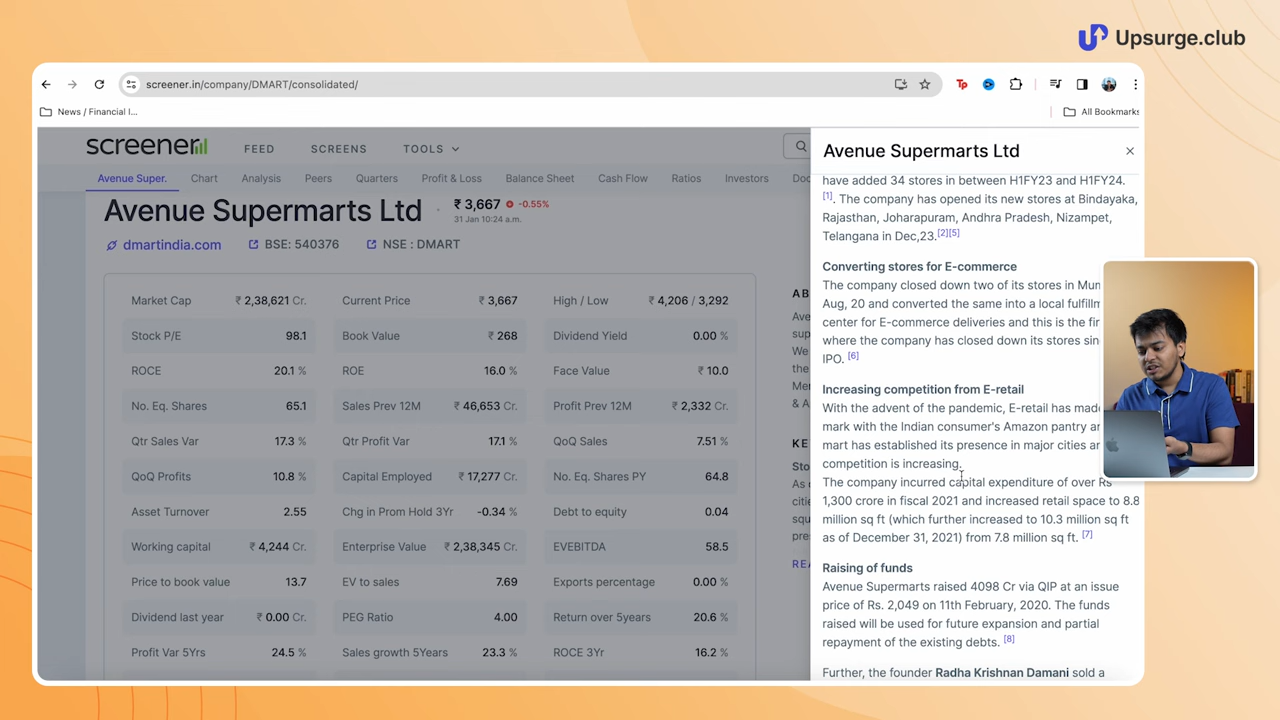 Upsurge.club
screener.in/company/DMART/consolidated/
News / Financial I...
All Bookmarks
screener
FEED
SCREENS
TOOLS
Avenue Super.
Chart
Analysis
Peers
Quarters
Profit & Loss
Balance Sheet
Cash Flow
Ratios
Investors
Avenue Supermarts Ltd
₹ 3,667
-0.55%
31 Jan 10:24 a.m.
dmartindia.com
BSE: 540376
NSE : DMART
Market Cap ₹ 2,38,621 Cr.
Current Price ₹ 3,667
High / Low ₹ 4,206 / 3,292
Stock P/E 98.1
Book Value ₹ 268
Dividend Yield 0.00 %
ROCE 20.1 %
ROE 16.0 %
Face Value ₹ 10.0
No. Eq. Shares 65.1
Sales Prev 12M ₹ 46,653 Cr.
Profit Prev 12M ₹ 2,332 Cr.
Qtr Sales Var 17.3 %
Qtr Profit Var 17.1 %
QoQ Sales 7.51 %
QoQ Profits 10.8 %
Capital Employed ₹ 17,277 Cr.
No. Eq. Shares PY 64.8
Asset Turnover 2.55
Chg in Prom Hold 3Yr -0.34 %
Debt to equity 0.04
Working capital ₹ 4,244 Cr.
Enterprise Value ₹ 2,38,345 Cr.
EVEBITDA 58.5
Price to book value 13.7
EV to sales 7.69
Exports percentage 0.00 %
Dividend last year ₹ 0.00 Cr.
PEG Ratio 4.00
Return over 5years 20.6 %
Profit Var 5Yrs 24.5 %
Sales growth 5Years 23.3 %
ROCE 3Yr 16.2 %
Avenue Supermarts Ltd
have added 34 stores in between H1FY23 and H1FY24.
[1]. The company has opened its new stores at Bindayaka,
Rajasthan, Joharapuram, Andhra Pradesh, Nizampet,
Telangana in Dec,23.[2][5]
Converting stores for E-commerce
The company closed down two of its stores in Mum
Aug, 20 and converted the same into a local fulfillm
center for E-commerce deliveries and this is the fir
where the company has closed down its stores sin
IPO. [6]
Increasing competition from E-retail
With the advent of the pandemic, E-retail has made
mark with the Indian consumer's Amazon pantry an
mart has established its presence in major cities an
competition is increasing.
The company incurred capital expenditure of over Rs
1,300 crore in fiscal 2021 and increased retail space to 8.8
million sq ft (which further increased to 10.3 million sq ft
as of December 31, 2021) from 7.8 million sq ft. [7]
Raising of funds
Avenue Supermarts raised 4098 Cr via QIP at an issue
price of Rs. 2,049 on 11th February, 2020. The funds
raised will be used for future expansion and partial
repayment of the existing debts. [8]
Further, the founder Radha Krishnan Damani sold a